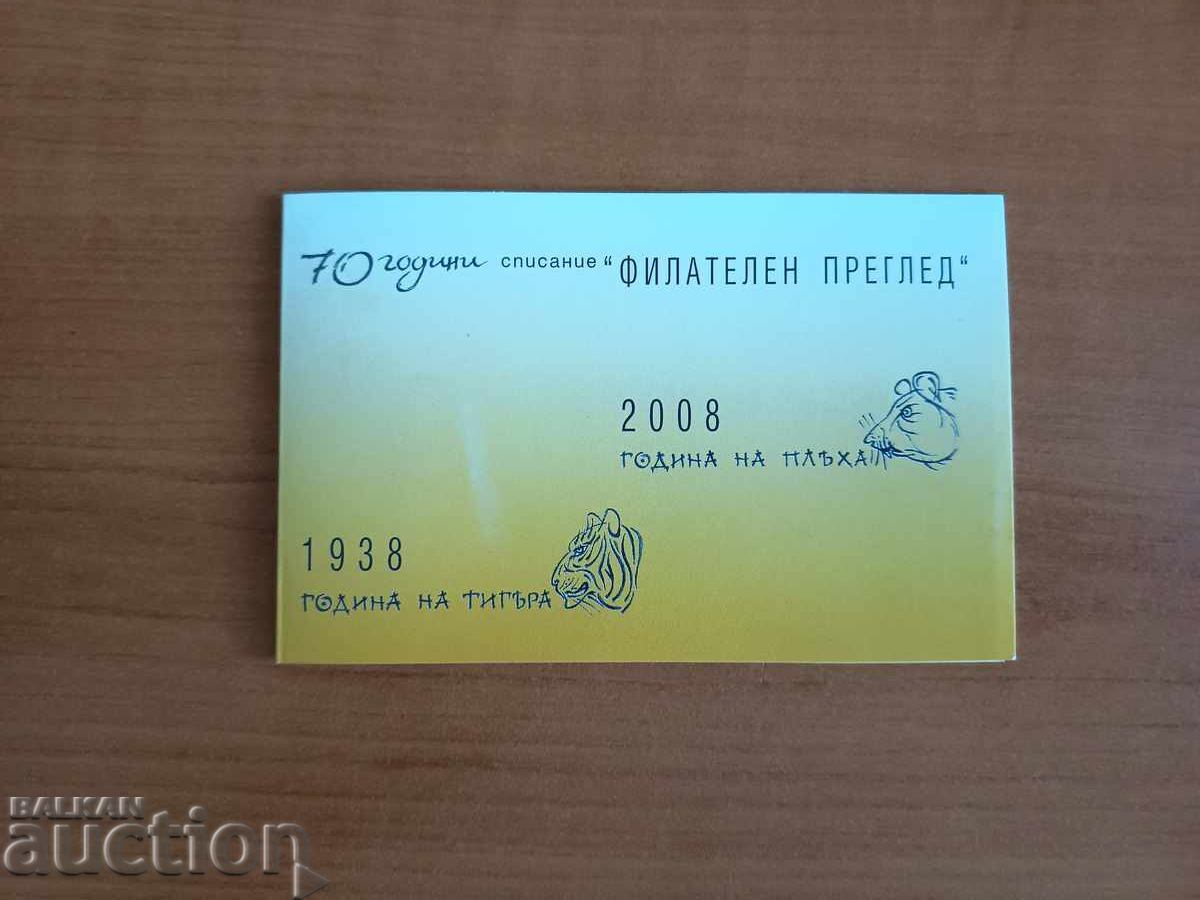 70 години списание "ФИЛАТЕЛЕН ПРЕГЛЕД"
2008
ГОДИНА НА ПЛЪХА
1938
ГОДИНА НА ТИГЪРА
BALKAN
auction